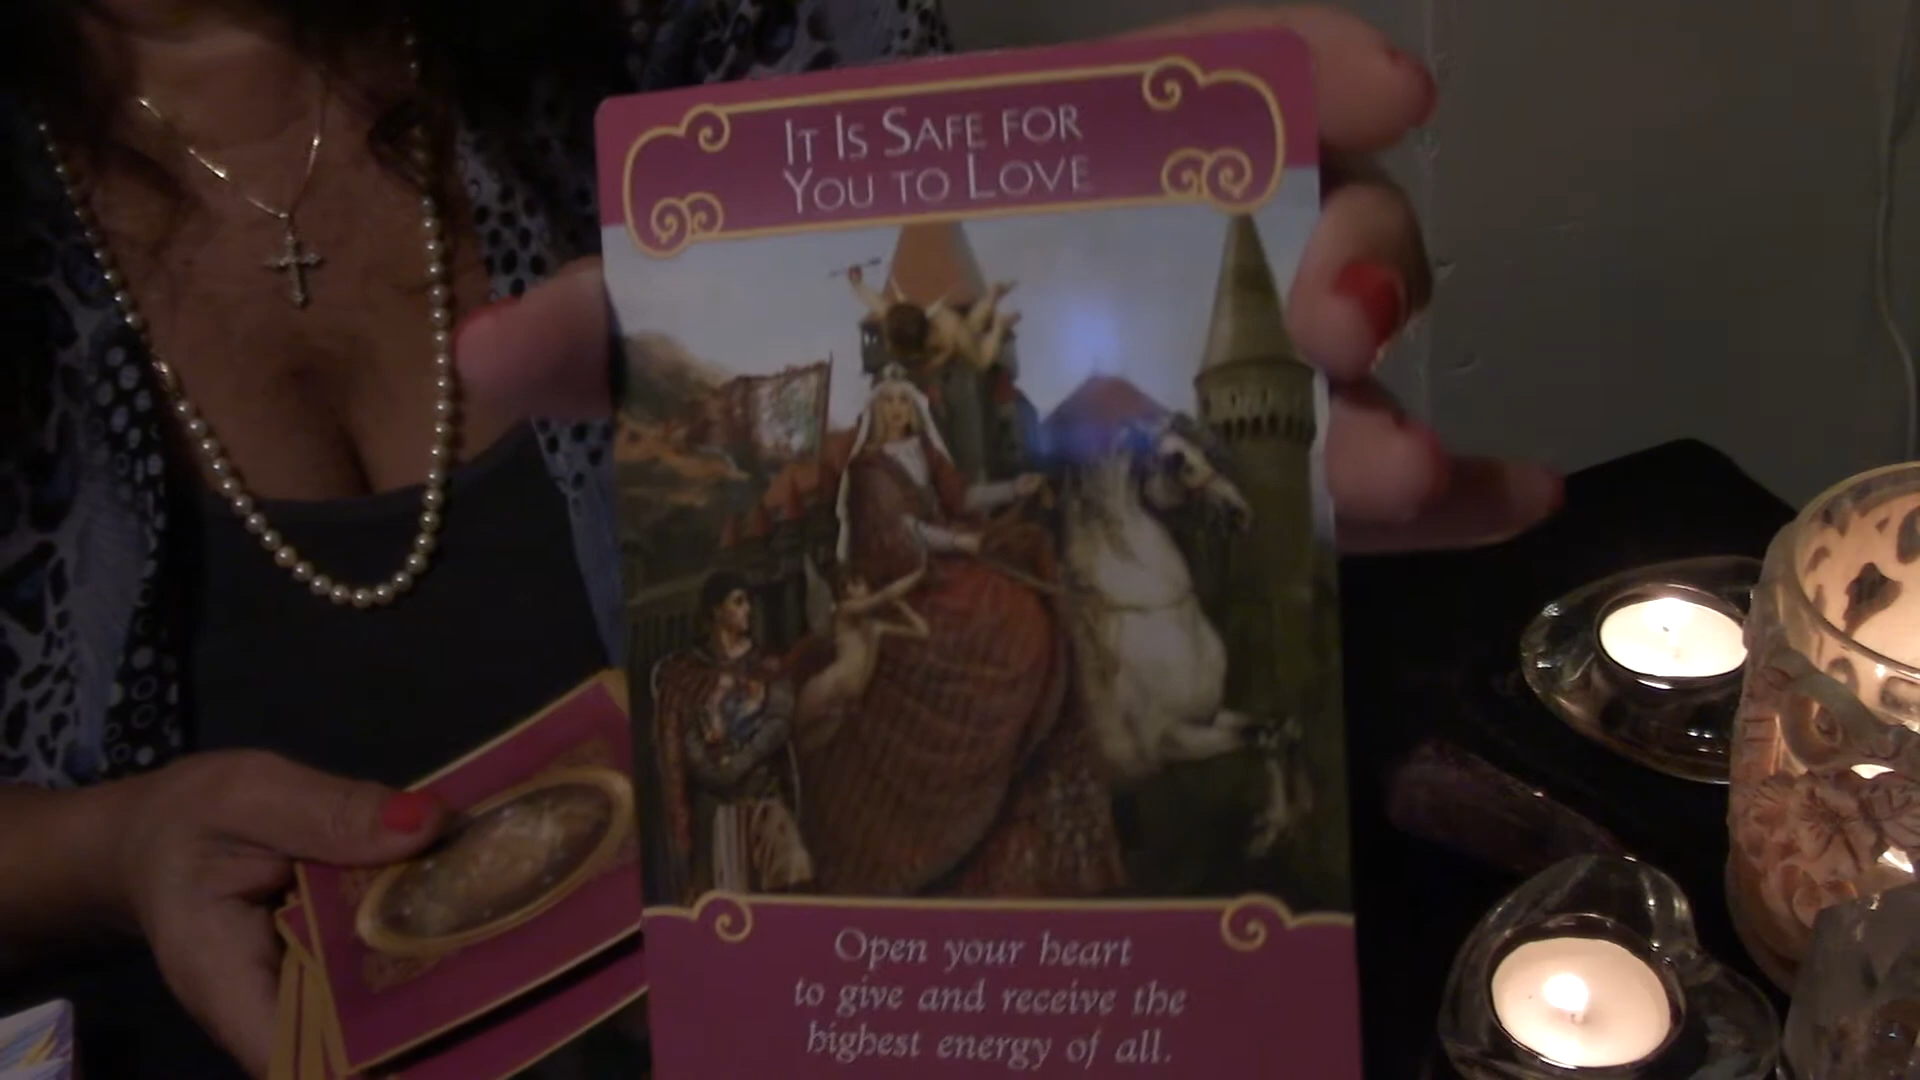 It Is Safe for
You to Love
Open your heart
to give and receive the
highest energy of all.